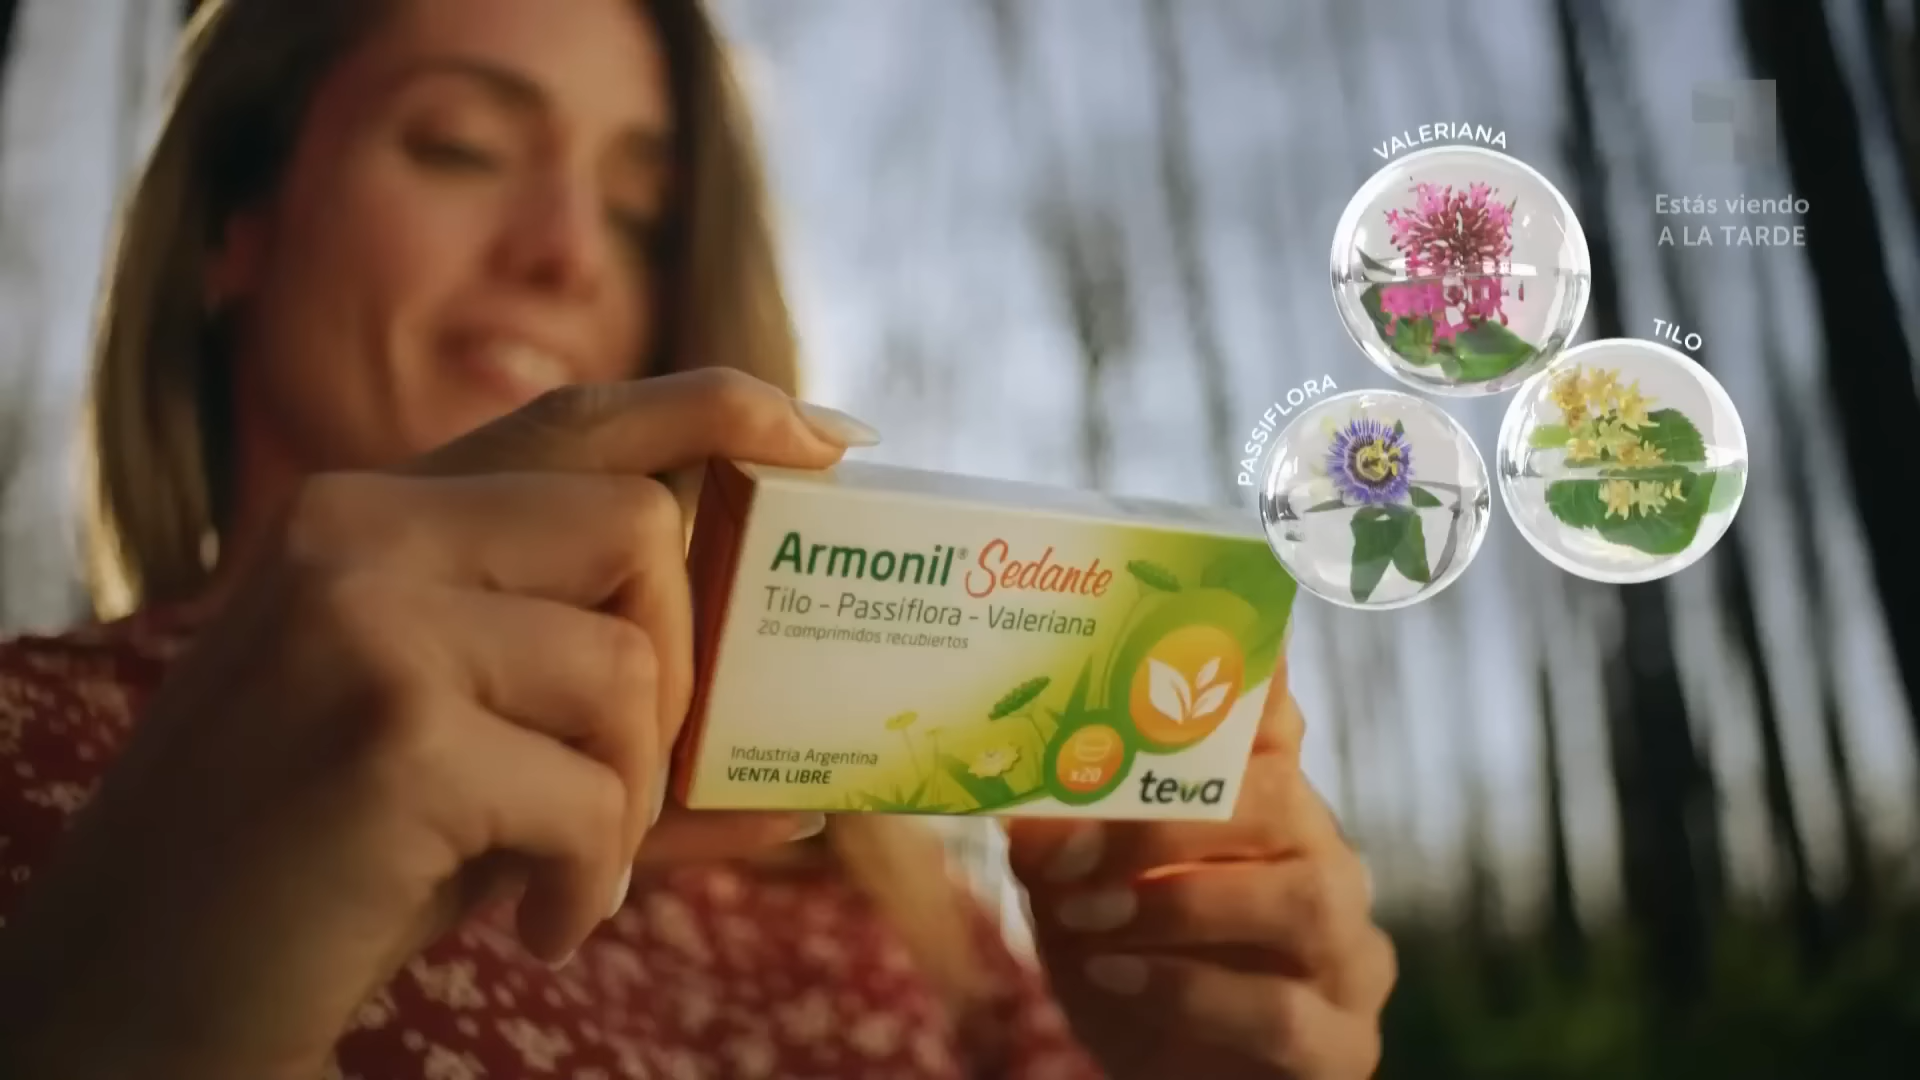 VALERIANA
Estás viendo
A LA TARDE
TILO
PASSIFLORA
Armonil® Sedante
Tilo - Passiflora - Valeriana
20 comprimidos recubiertos
Industria Argentina
VENTA LIBRE
x20
teva